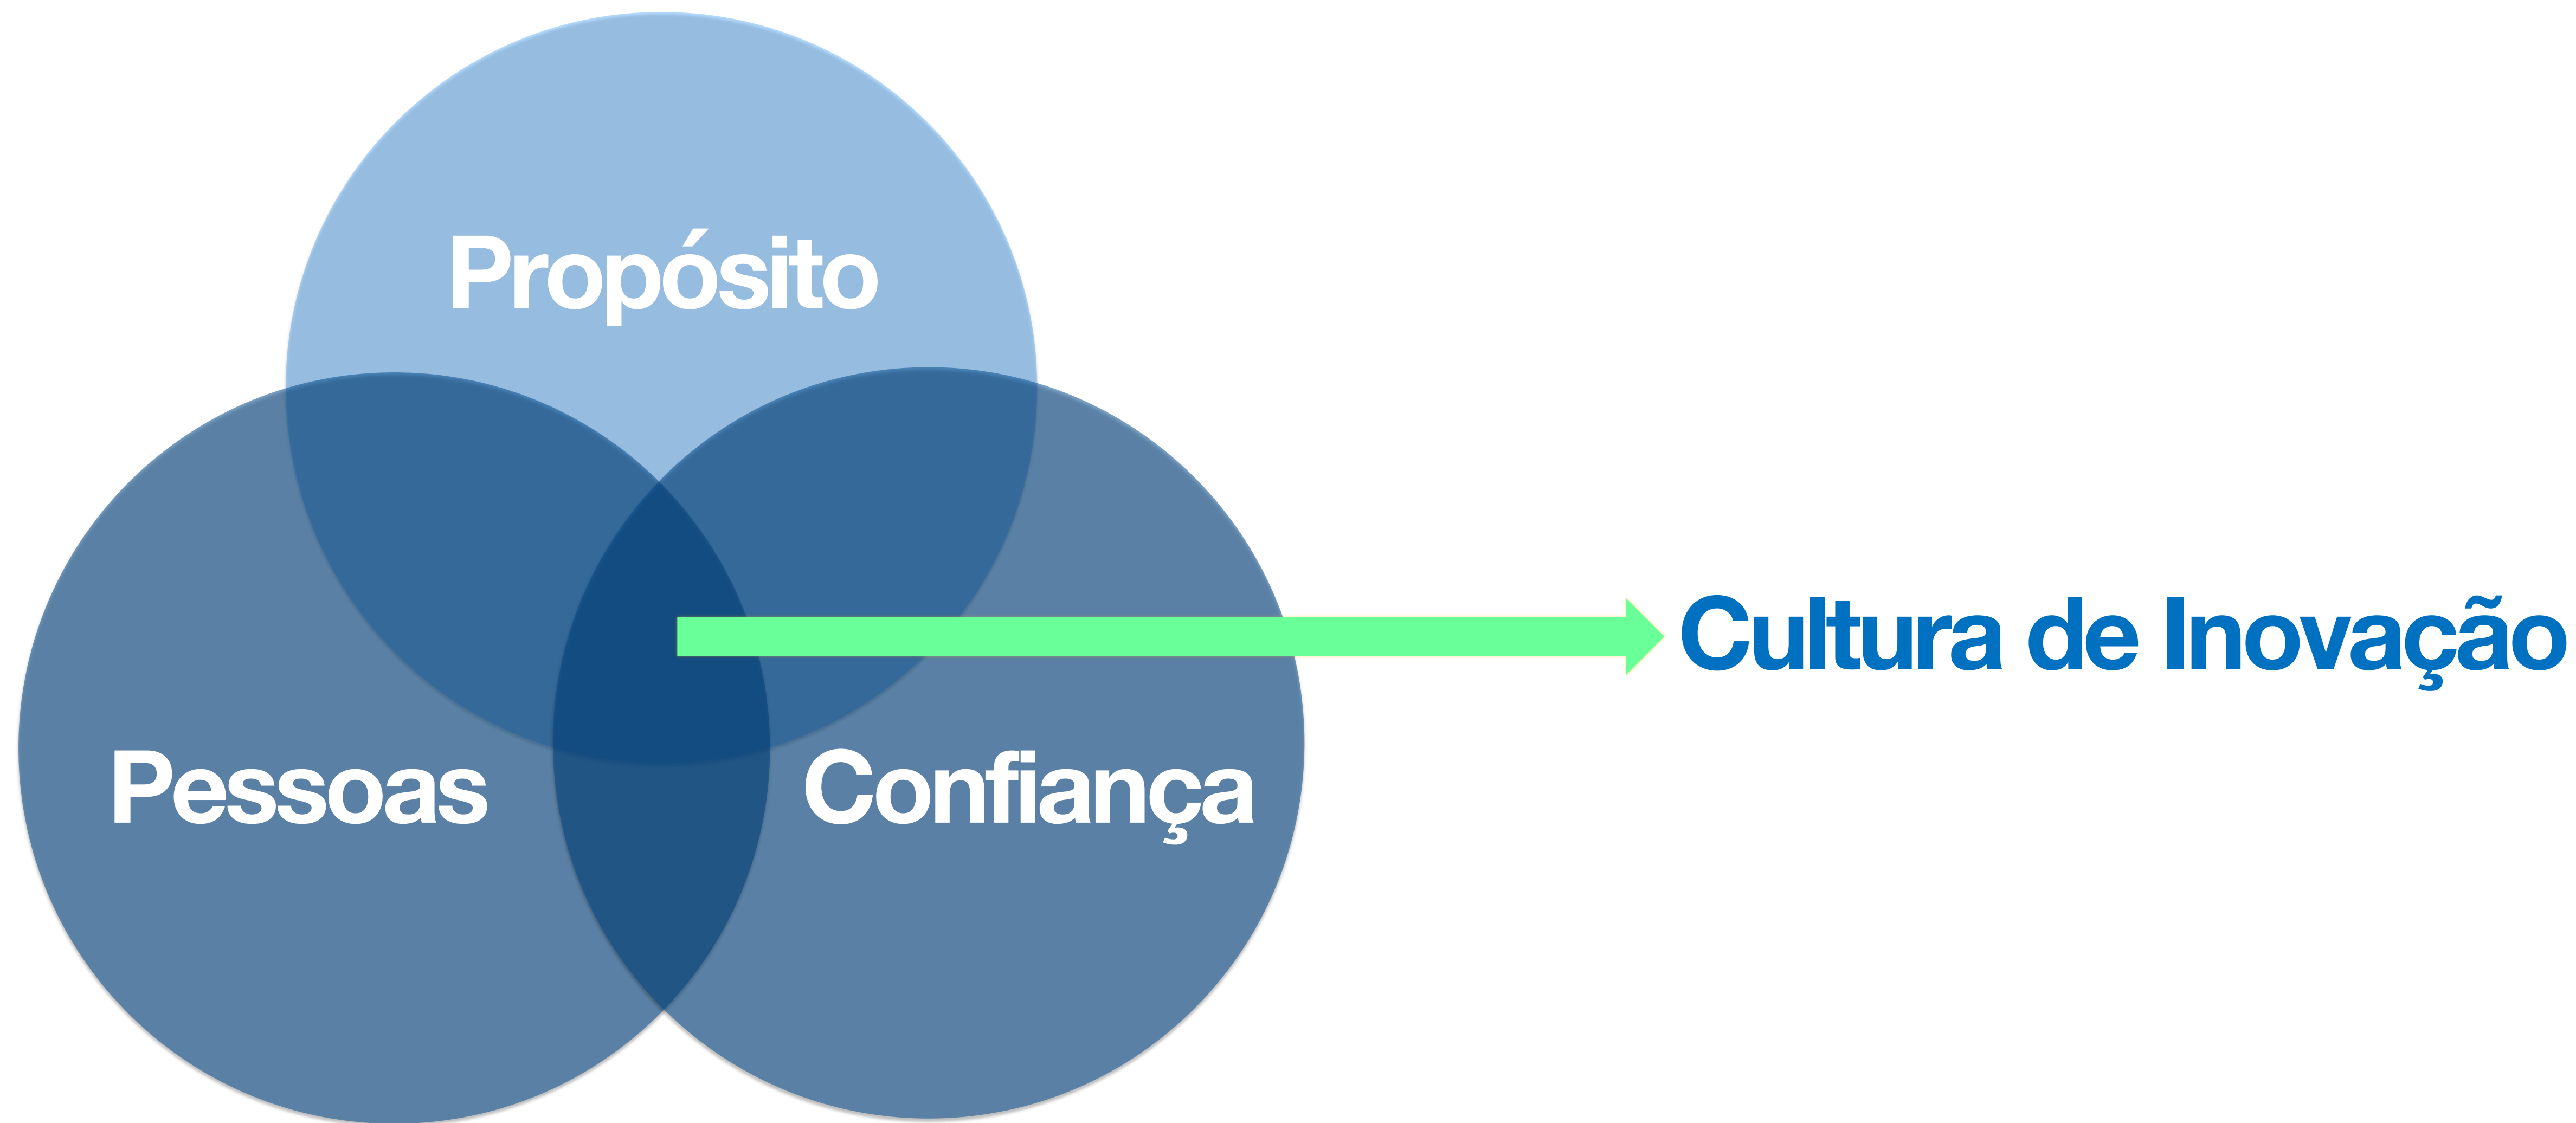 Propósito
Cultura de Inovação
Pessoas
Confiança